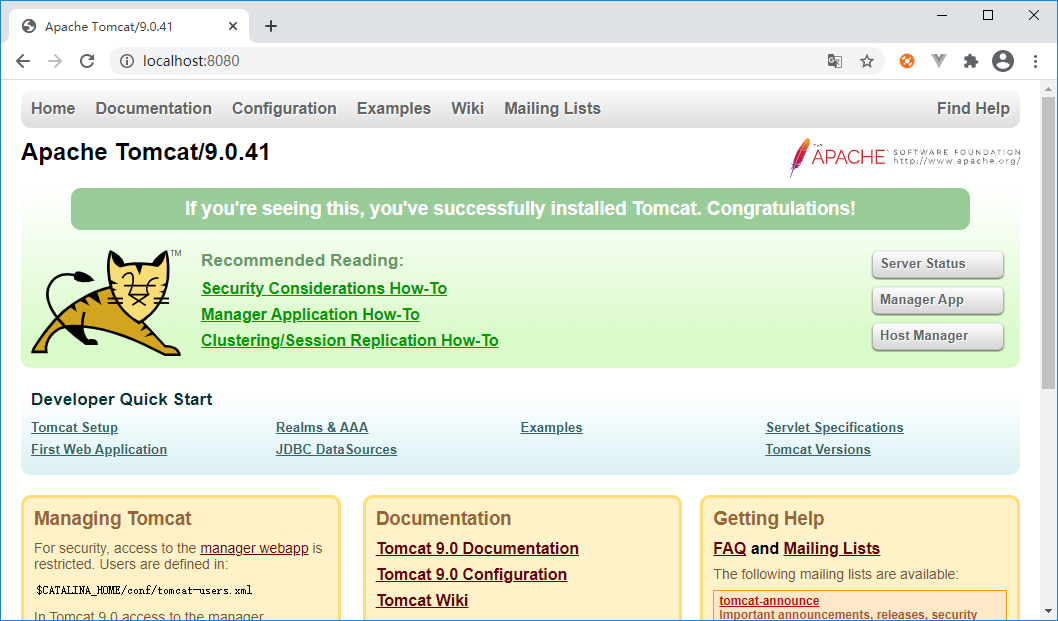 Apache Tomcat/9.0.41
localhost:8080
Home Documentation Configuration Examples Wiki Mailing Lists Find Help
Apache Tomcat/9.0.41
THE APACHE SOFTWARE FOUNDATION
http://www.apache.org/
If you're seeing this, you've successfully installed Tomcat. Congratulations!
TM
Recommended Reading:
Security Considerations How-To
Manager Application How-To
Clustering/Session Replication How-To
Server Status
Manager App
Host Manager
Developer Quick Start
Tomcat Setup
First Web Application
Realms & AAA
JDBC DataSources
Examples
Servlet Specifications
Tomcat Versions
Managing Tomcat
For security, access to the manager webapp is
restricted. Users are defined in:
$CATALINA_HOME/conf/tomcat-users.xml
In Tomcat 9.0 access to the manager
Documentation
Tomcat 9.0 Documentation
Tomcat 9.0 Configuration
Tomcat Wiki
Getting Help
FAQ and Mailing Lists
The following mailing lists are available:
tomcat-announce
Important announcements, releases, security